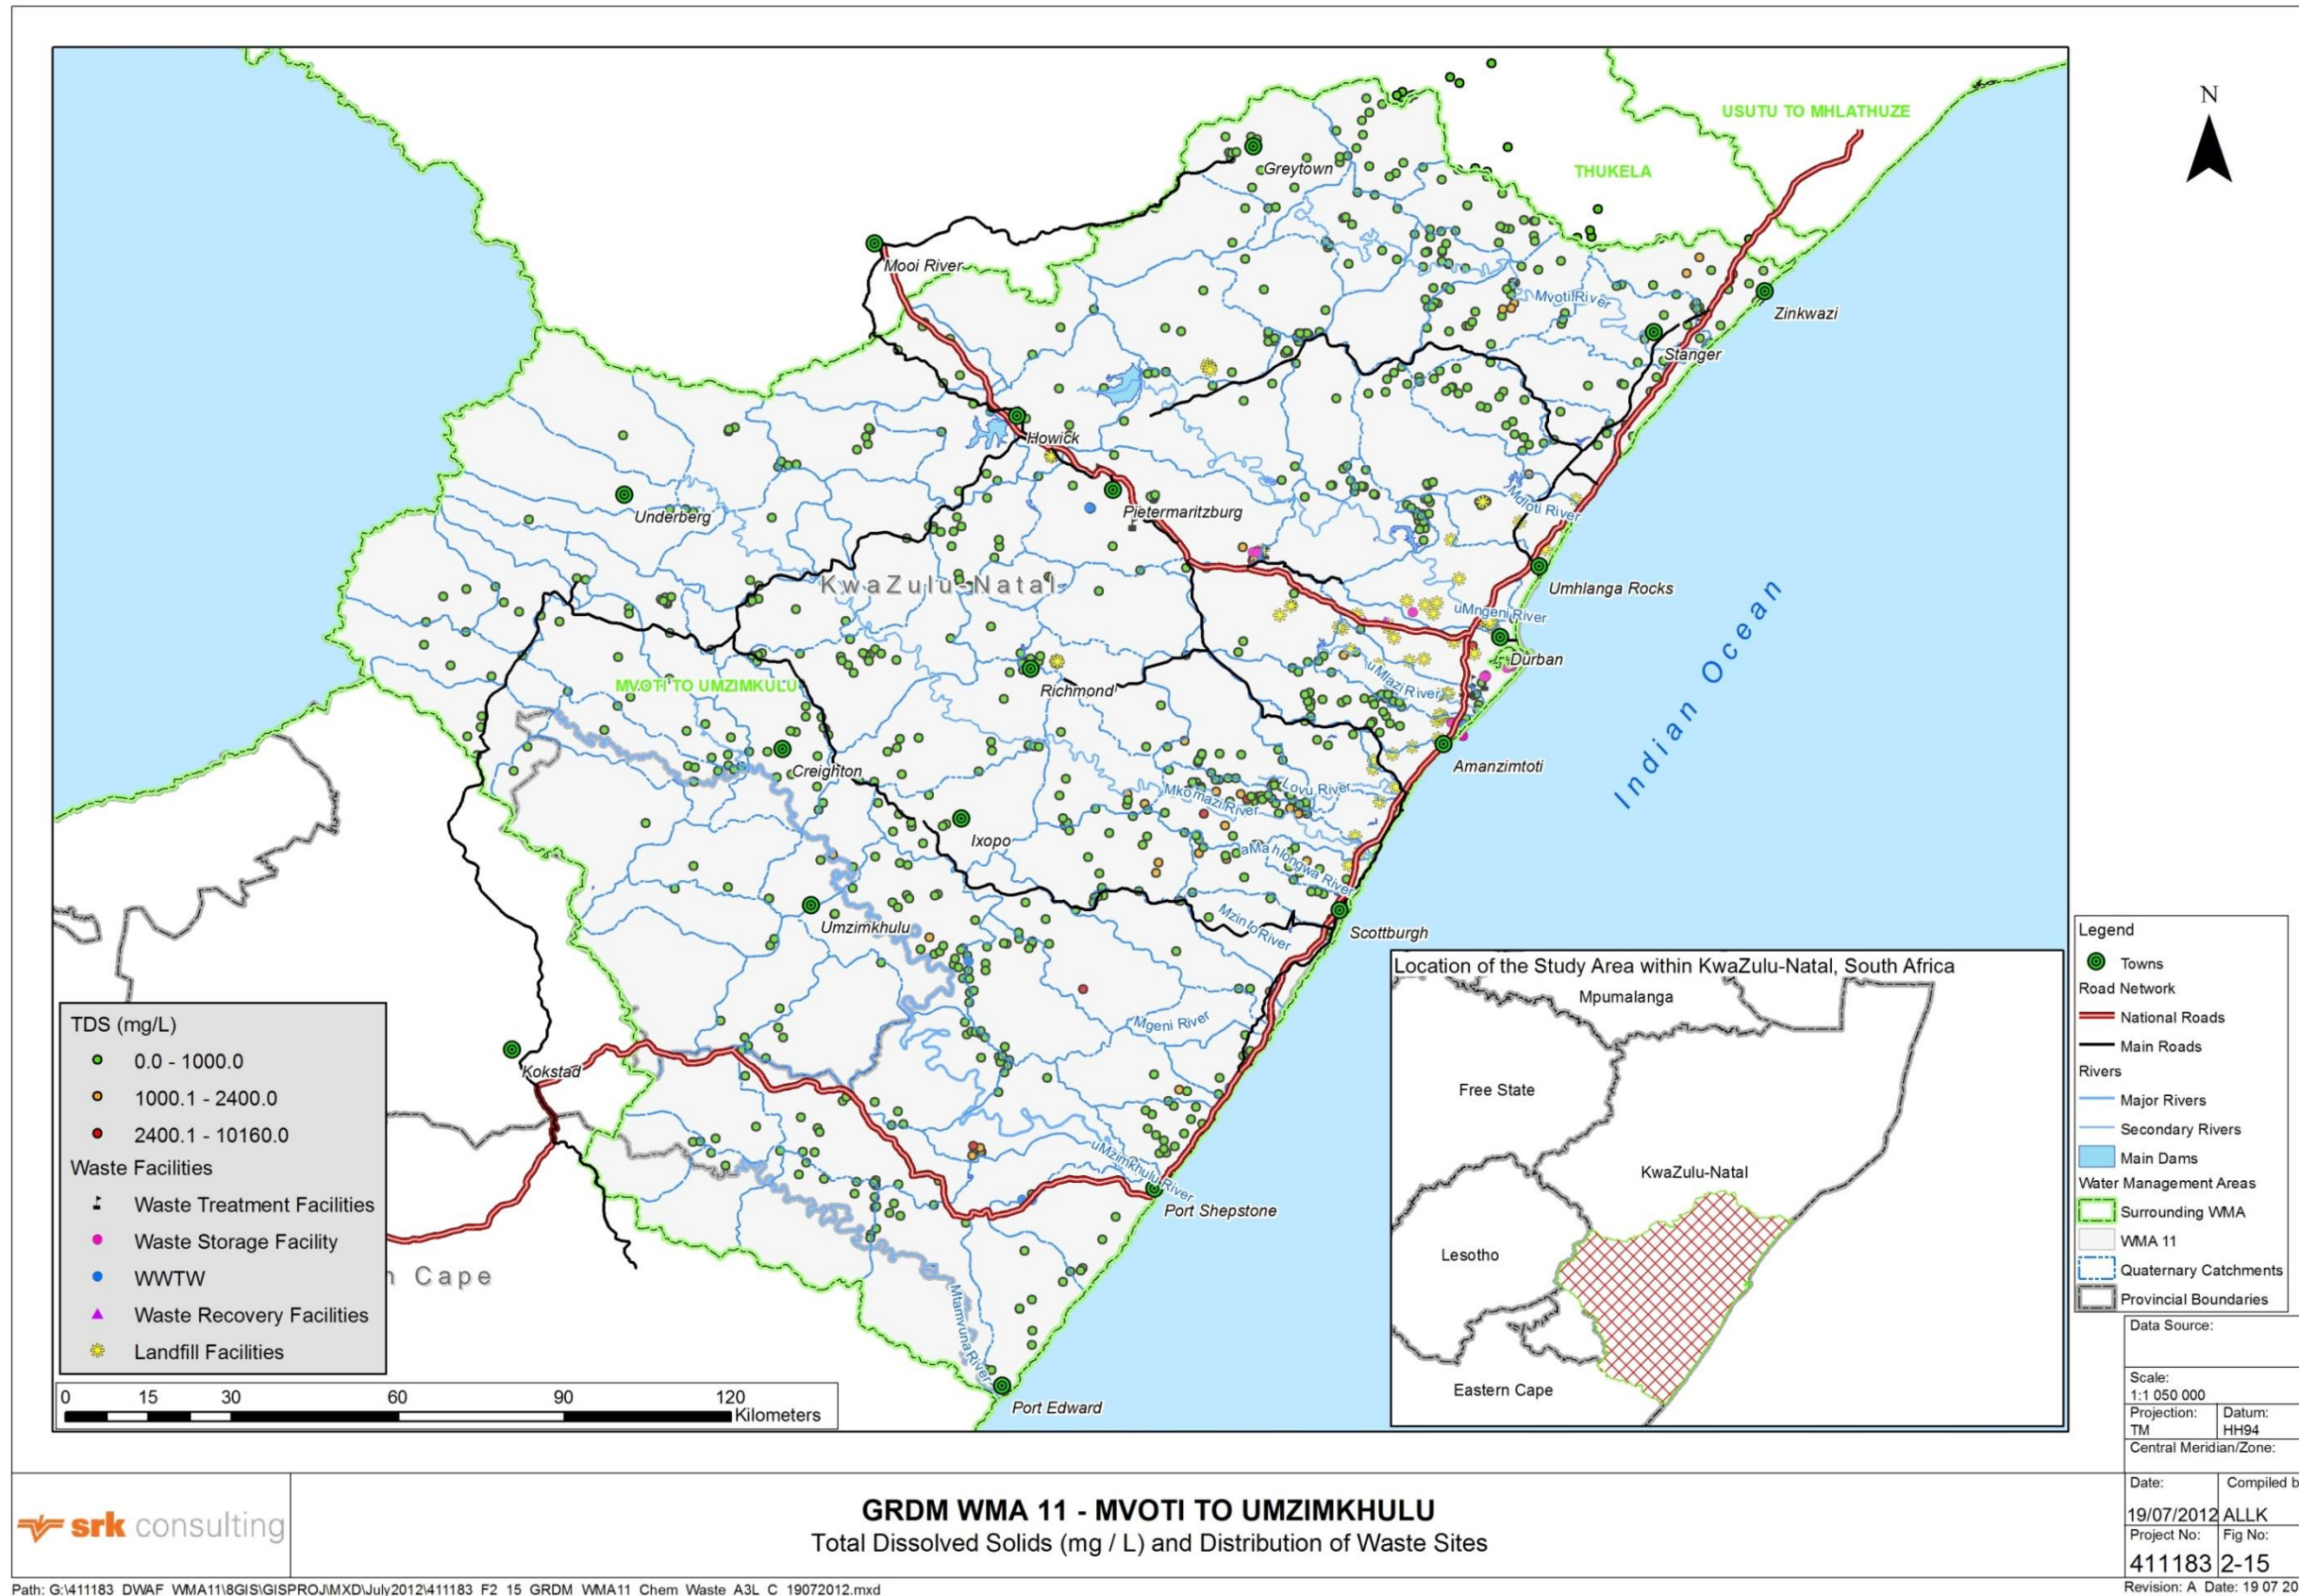 USUTU TO MHLATHUZE
N
THUKELA
Greytown
Mooi River
Mvoti River
Zinkwazi
Stanger
Howick
Underberg
Pietermaritzburg
Mdloti River
KwaZulu-Natal
Umhlanga Rocks
uMngeni River
Durban
MVOTI TO UMZIMKULU
Richmond
uMlazi River
Indian Ocean
Creighton
Amanzimtoti
Lovu River
Mkomazi River
Ixopo
aMahlongwa River
Umzimkhulu
Mzinto River
Scottburgh
Mgeni River
Kokstad
uMzimkhulu River
Port Shepstone
n Cape
Mtamvuna River
Port Edward
TDS (mg/L)
0.0 - 1000.0
1000.1 - 2400.0
2400.1 - 10160.0
Waste Facilities
Waste Treatment Facilities
Waste Storage Facility
WWTW
Waste Recovery Facilities
Landfill Facilities
0 15 30 60 90 120
Kilometers
Location of the Study Area within KwaZulu-Natal, South Africa
Mpumalanga
Free State
KwaZulu-Natal
Lesotho
Eastern Cape
Legend
Towns
Road Network
National Roads
Main Roads
Rivers
Major Rivers
Secondary Rivers
Main Dams
Water Management Areas
Surrounding WMA
WMA 11
Quaternary Catchments
Provincial Boundaries
Data Source:
Scale:
1:1 050 000
Projection: Datum:
TM HH94
Central Meridian/Zone:
Date: Compiled b
19/07/2012 ALLK
Project No: Fig No:
411183 2-15
Revision: A Date: 19 07 20
srk consulting
GRDM WMA 11 - MVOTI TO UMZIMKHULU
Total Dissolved Solids (mg / L) and Distribution of Waste Sites
Path: G:\411183_DWAF_WMA11\8GIS\GISPROJ\MXD\July2012\411183_F2_15_GRDM_WMA11_Chem_Waste_A3L_C_19072012.mxd